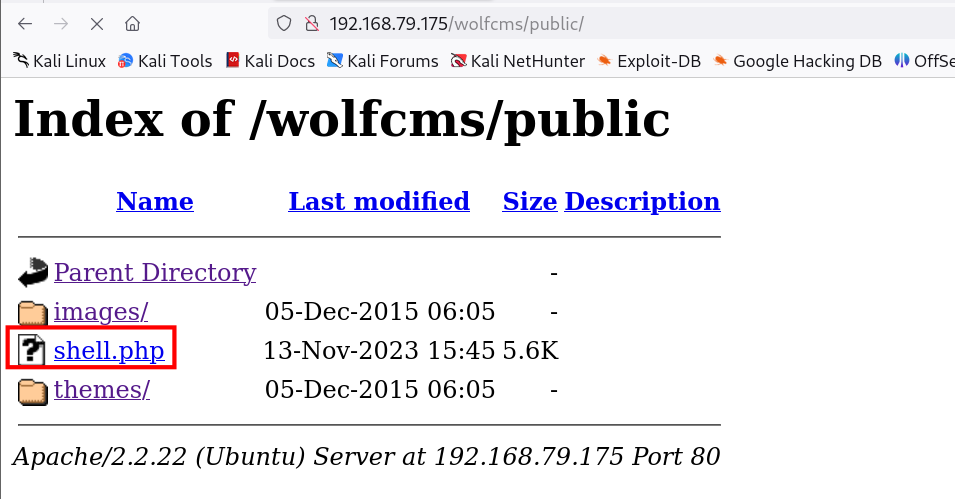 192.168.79.175/wolfcms/public/
Kali Linux Kali Tools Kali Docs Kali Forums Kali NetHunter Exploit-DB Google Hacking DB OffSe
Index of /wolfcms/public
Name Last modified Size Description
Parent Directory -
images/ 05-Dec-2015 06:05 -
shell.php 13-Nov-2023 15:45 5.6K
themes/ 05-Dec-2015 06:05 -
Apache/2.2.22 (Ubuntu) Server at 192.168.79.175 Port 80